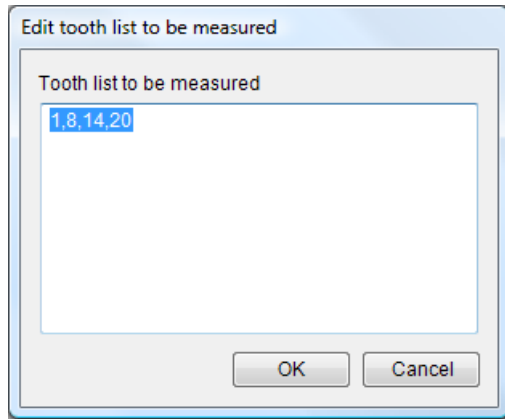 Edit tooth list to be measured
Tooth list to be measured
1,8,14,20
OK
Cancel